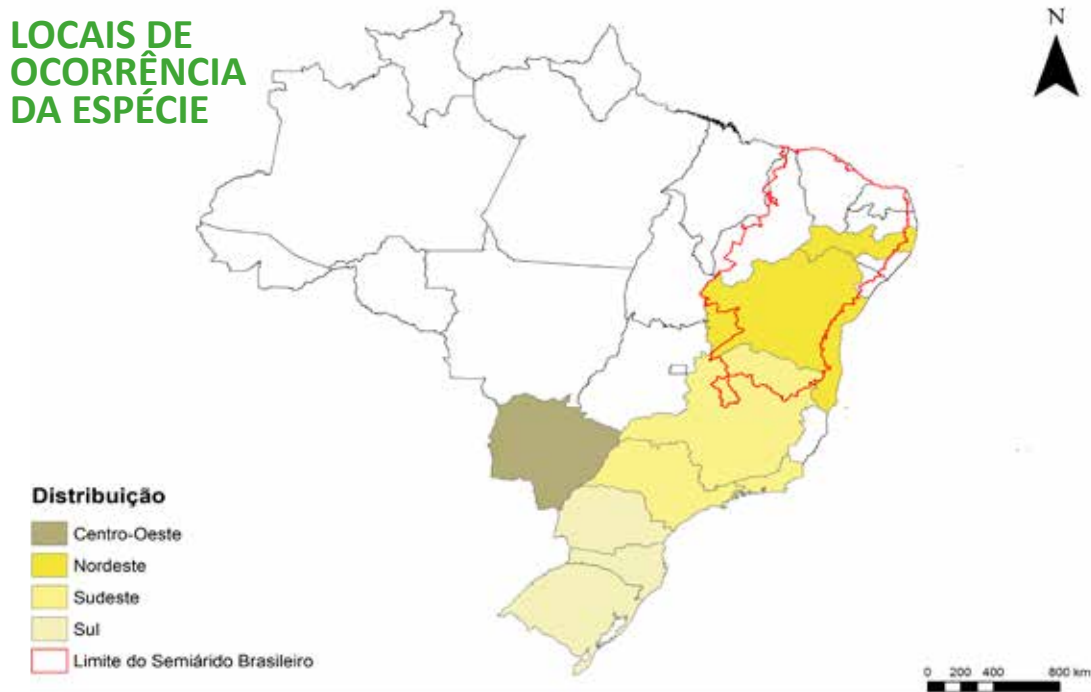 LOCAIS DE
OCORRÊNCIA
DA ESPÉCIE
N
Distribuição
Centro-Oeste
Nordeste
Sudeste
Sul
Limite do Semiárido Brasileiro
0 200 400 800 km